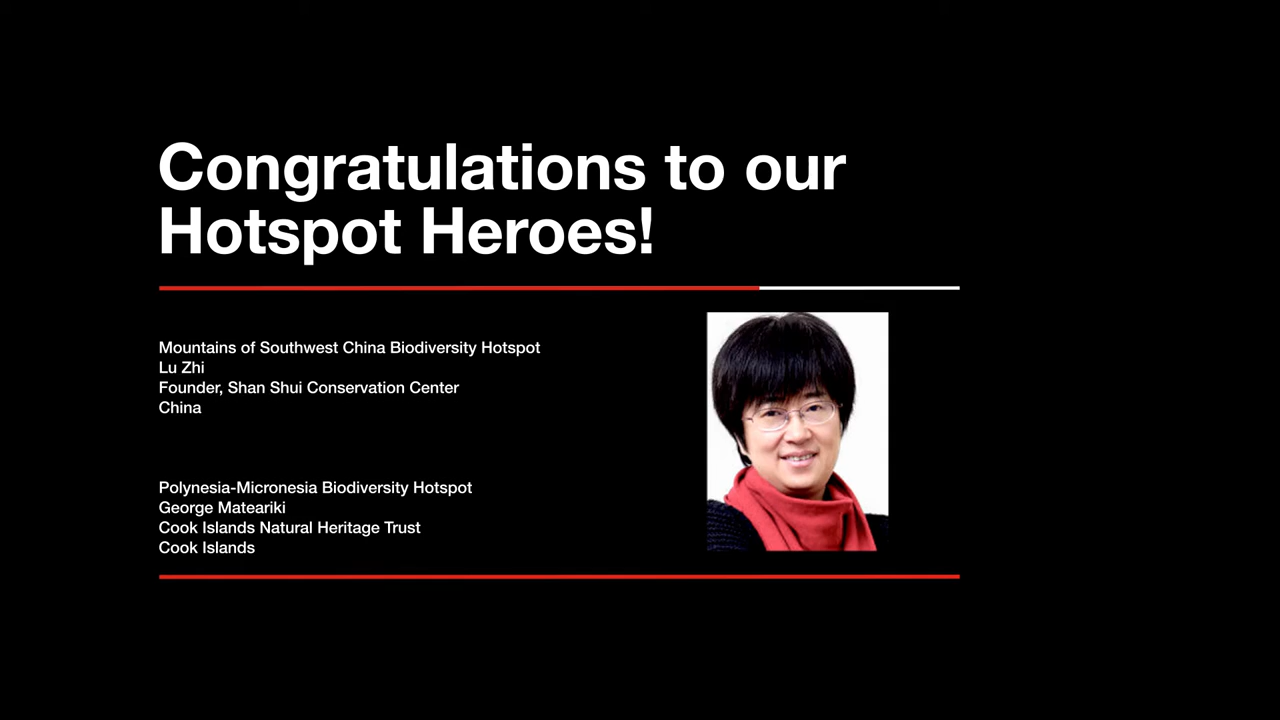 Congratulations to our
Hotspot Heroes!
Mountains of Southwest China Biodiversity Hotspot
Lu Zhi
Founder, Shan Shui Conservation Center
China
Polynesia-Micronesia Biodiversity Hotspot
George Mateariki
Cook Islands Natural Heritage Trust
Cook Islands